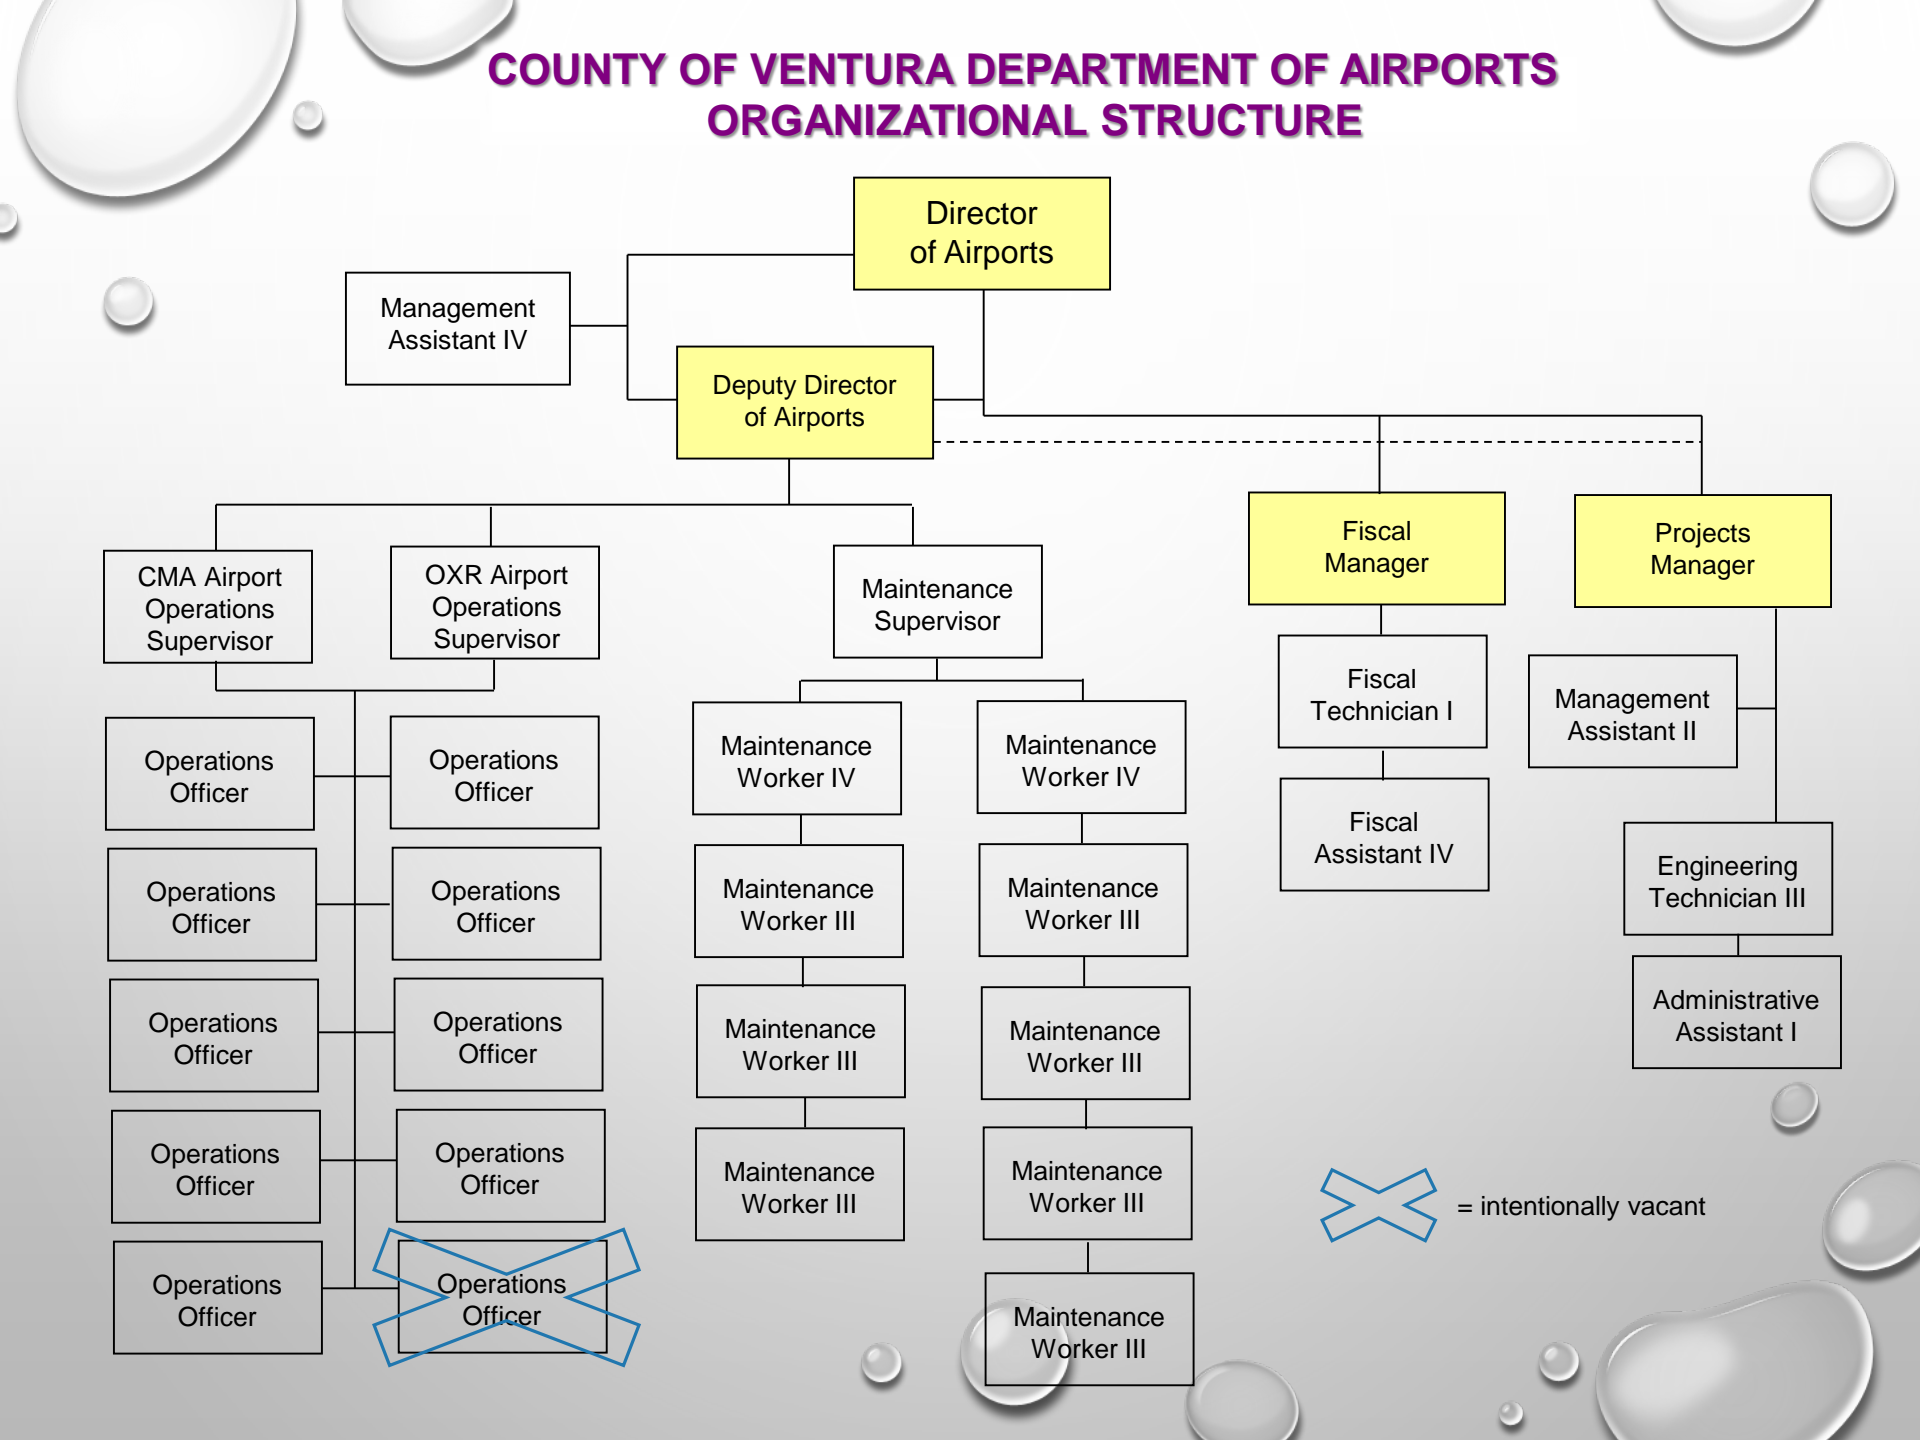 COUNTY OF VENTURA DEPARTMENT OF AIRPORTS
ORGANIZATIONAL STRUCTURE
Director
of Airports
Management
Assistant IV
Deputy Director
of Airports
Fiscal
Manager
Projects
Manager
CMA Airport
Operations
Supervisor
OXR Airport
Operations
Supervisor
Maintenance
Supervisor
Fiscal
Technician I
Management
Assistant II
Operations
Officer
Operations
Officer
Maintenance
Worker IV
Maintenance
Worker IV
Fiscal
Assistant IV
Engineering
Technician III
Operations
Officer
Operations
Officer
Maintenance
Worker III
Maintenance
Worker III
Administrative
Assistant I
Operations
Officer
Operations
Officer
Maintenance
Worker III
Maintenance
Worker III
Operations
Officer
Operations
Officer
Maintenance
Worker III
Maintenance
Worker III
= intentionally vacant
Operations
Officer
Operations
Officer
Maintenance
Worker III